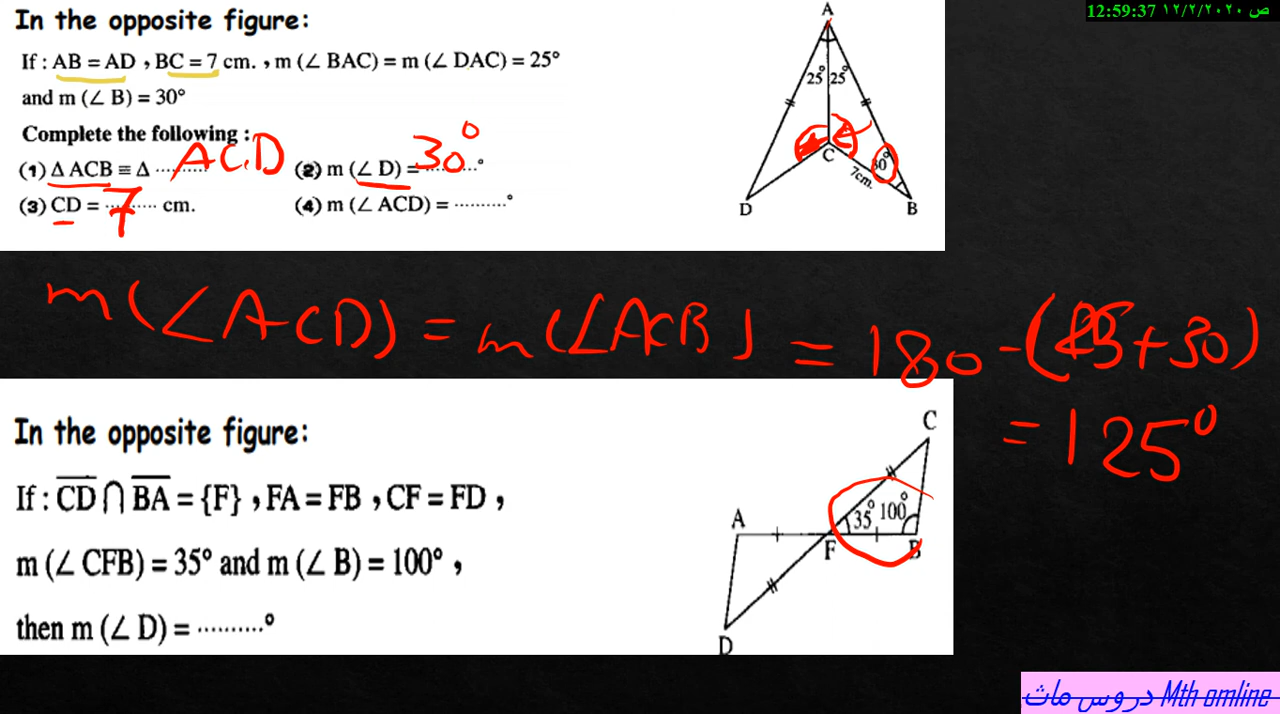 In the opposite figure:
If : AB = AD , BC = 7 cm. , m (∠ BAC) = m (∠ DAC) = 25°
and m (∠ B) = 30°
Complete the following :
(1) Δ ACB ≡ Δ ·········· ACD (2) m (∠ D) = ·········° 30°
(3) CD = ·········· 7 cm. (4) m (∠ ACD) = ·········°
A
25° 25°
C
30°
7cm.
D
B
ص 12:59:37 ١٢/٢/٢٠٢٠
m(∠ACD) = m(∠ACB) = 180 - (25 + 30)
= 125°
In the opposite figure:
If : CD ∩ BA = {F} , FA = FB , CF = FD ,
m (∠ CFB) = 35° and m (∠ B) = 100° ,
then m (∠ D) = ··········°
C
A
35° 100°
F
B
D
دروس ماث Mth omline